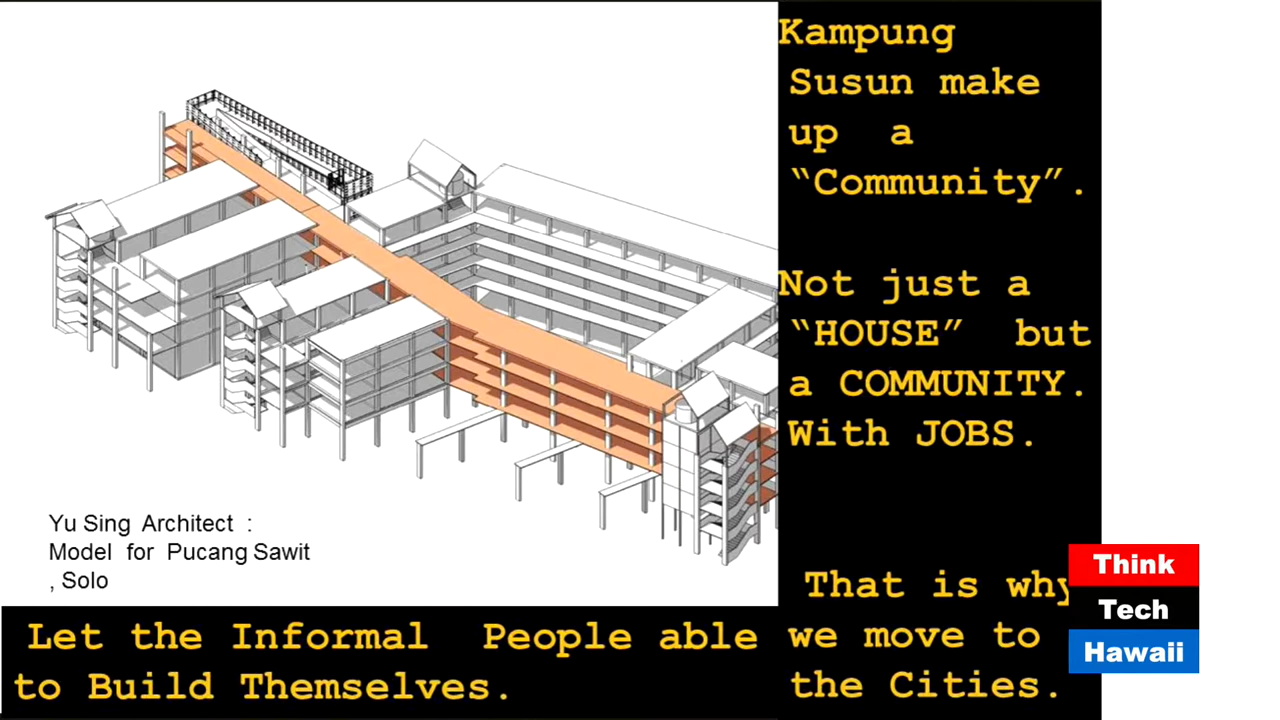 Kampung
Susun make
up a
“Community”.
Not just a
“HOUSE” but
a COMMUNITY.
With JOBS.
That is why
we move to
the Cities.
Yu Sing Architect :
Model for Pucang Sawit
, Solo
Let the Informal People able
to Build Themselves.
Think
Tech
Hawaii